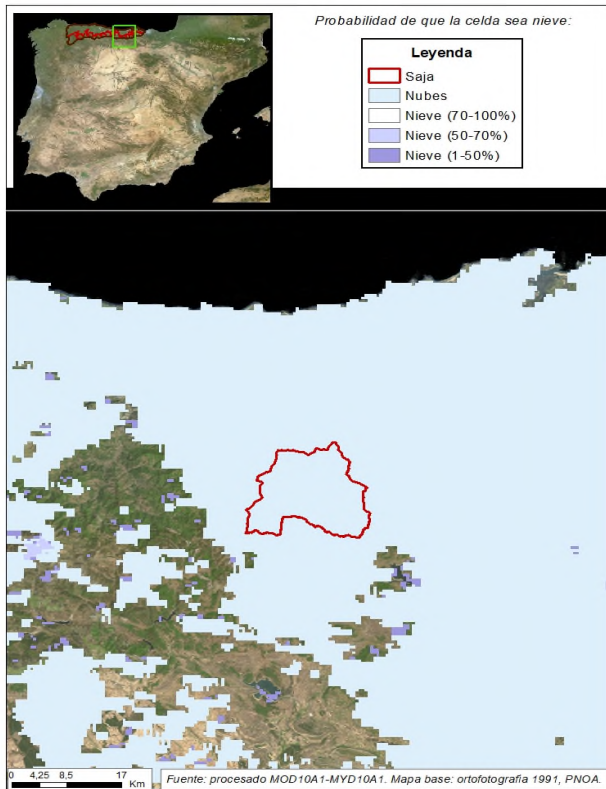 Probabilidad de que la celda sea nieve:
Leyenda
Saja
Nubes
Nieve (70-100%)
Nieve (50-70%)
Nieve (1-50%)
0 4,25 8,5 17
Km
Fuente: procesado MOD10A1-MYD10A1. Mapa base: ortofotografia 1991, PNOA.